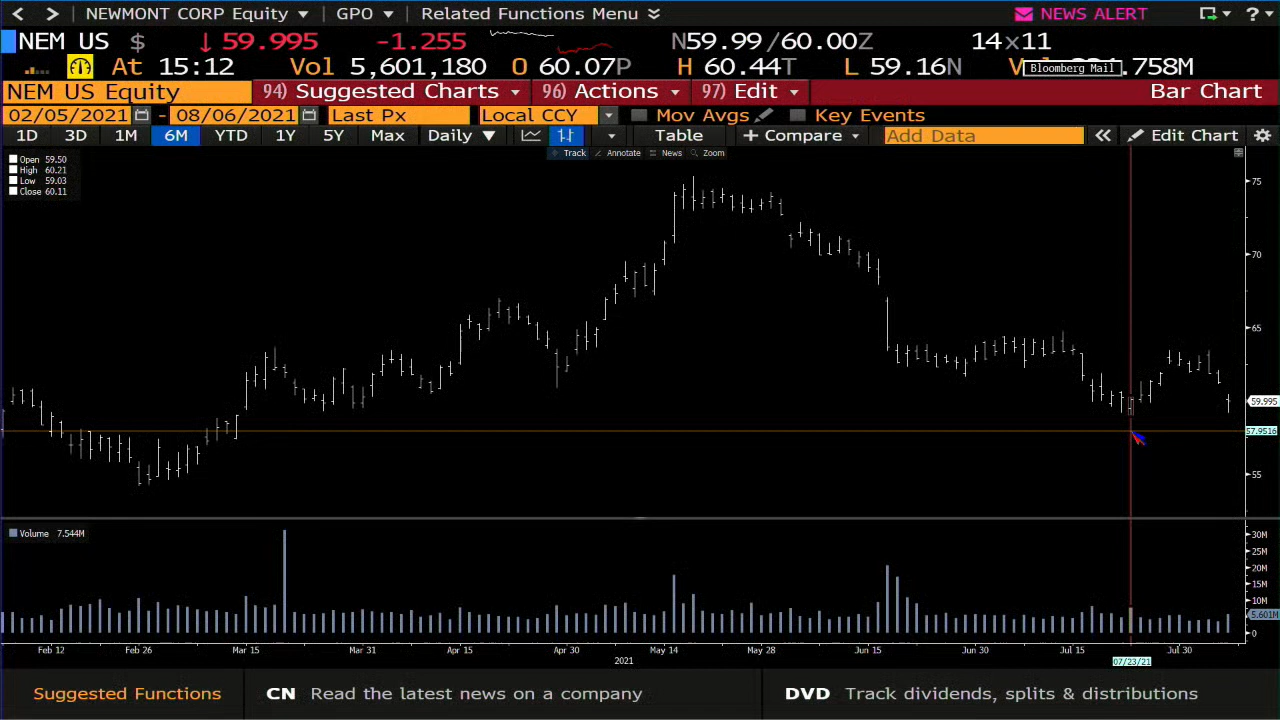 < > NEWMONT CORP Equity GPO Related Functions Menu NEWS ALERT ?
NEM US $ ↓ 59.995 -1.255 N59.99/60.00Z 14x11
At 15:12 Vol 5,601,180 O 60.07P H 60.44T L 59.16N .758M
Bloomberg Mail
NEM US Equity 94) Suggested Charts 96) Actions 97) Edit Bar Chart
02/05/2021 - 08/06/2021 Last Px Local CCY Mov Avgs Key Events
1D 3D 1M 6M YTD 1Y 5Y Max Daily ▼ Table + Compare Add Data « Edit Chart
Track Annotate News Zoom
Open 59.50
High 60.21
Low 59.03
Close 60.11
75
70
65
59.995
57.9516
55
Volume 7.544M
30M
25M
20M
15M
10M
5.601M
0
Feb 12 Feb 26 Mar 15 Mar 31 Apr 15 Apr 30 May 14 May 28 Jun 15 Jun 30 Jul 15 Jul 30
2021 07/23/21
Suggested Functions CN Read the latest news on a company DVD Track dividends, splits & distributions